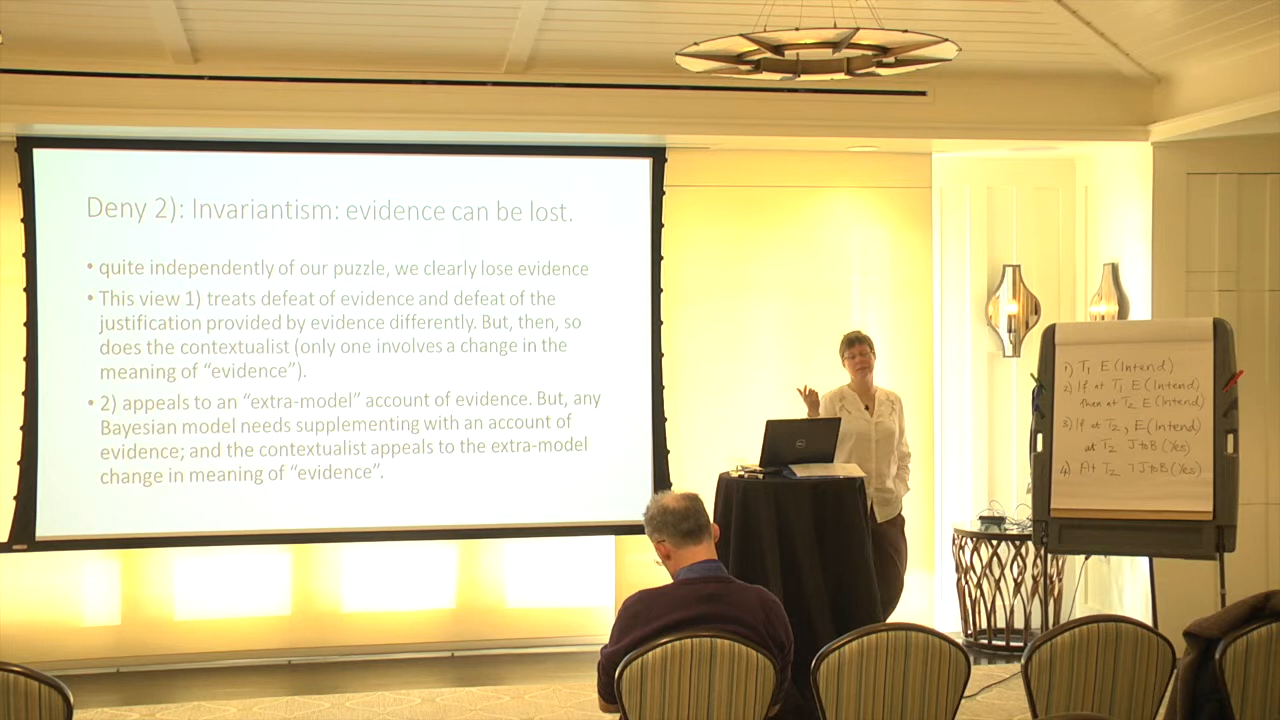 Deny 2): Invariantism: evidence can be lost.
• quite independently of our puzzle, we clearly lose evidence
• This view 1) treats defeat of evidence and defeat of the
justification provided by evidence differently. But, then, so
does the contextualist (only one involves a change in the
meaning of “evidence”).
• 2) appeals to an “extra-model” account of evidence. But, any
Bayesian model needs supplementing with an account of
evidence; and the contextualist appeals to the extra-model
change in meaning of “evidence”.
DELL
1) T₁ E(Intend)
2) If at T₁ E(Intend)
then at T₂ E(Intend)
3) If at T₂, E(Intend)
at T₂ J to B (Yes)
4) At T₂ ¬J to B (Yes)